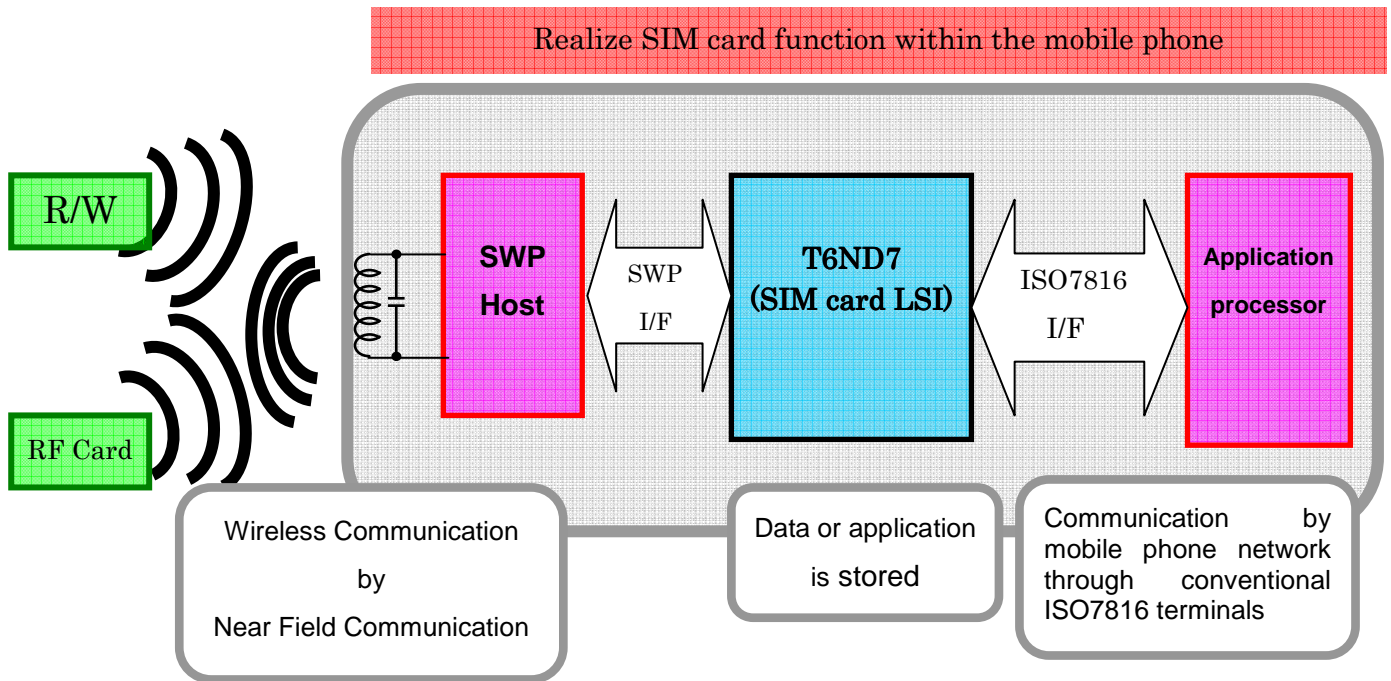 Realize SIM card function within the mobile phone
R/W
RF Card
SWP
Host
SWP
I/F
T6ND7
(SIM card LSI)
ISO7816
I/F
Application
processor
Wireless Communication
by
Near Field Communication
Data or application
is stored
Communication by
mobile phone network
through conventional
ISO7816 terminals